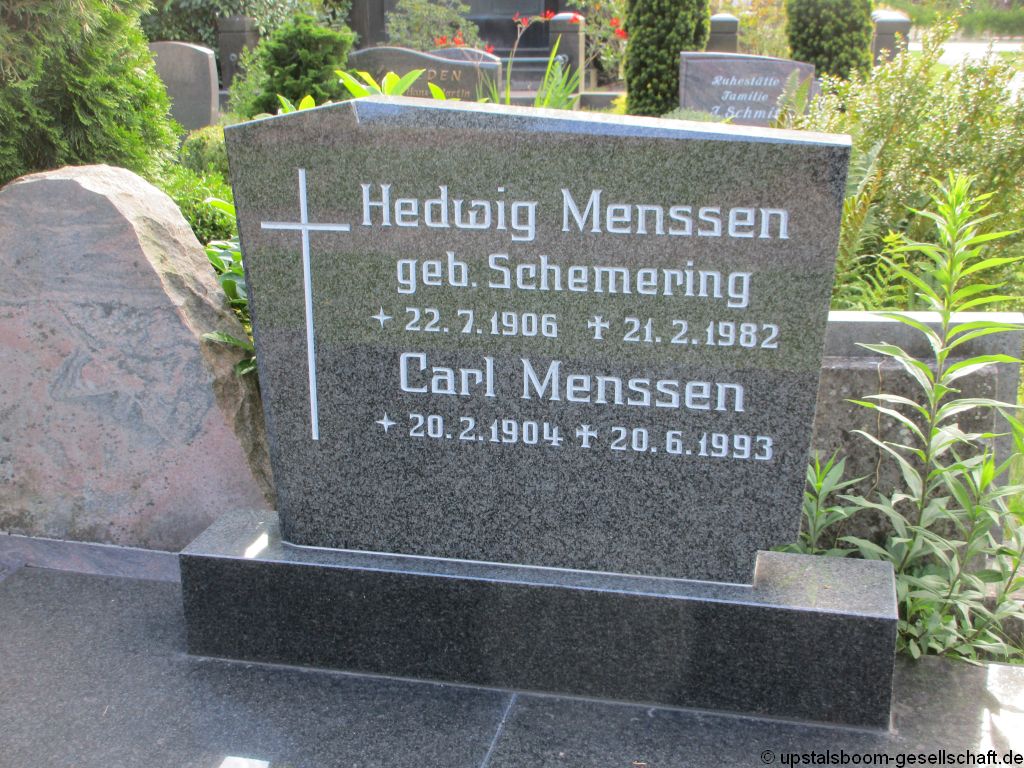 Hedwig Menssen
geb. Schemering
22.7.1906 21.2.1982
Carl Menssen
20.2.1904 20.6.1993
Ruhestätte
Familie
DEN
© upstalsboom-gesellschaft.de